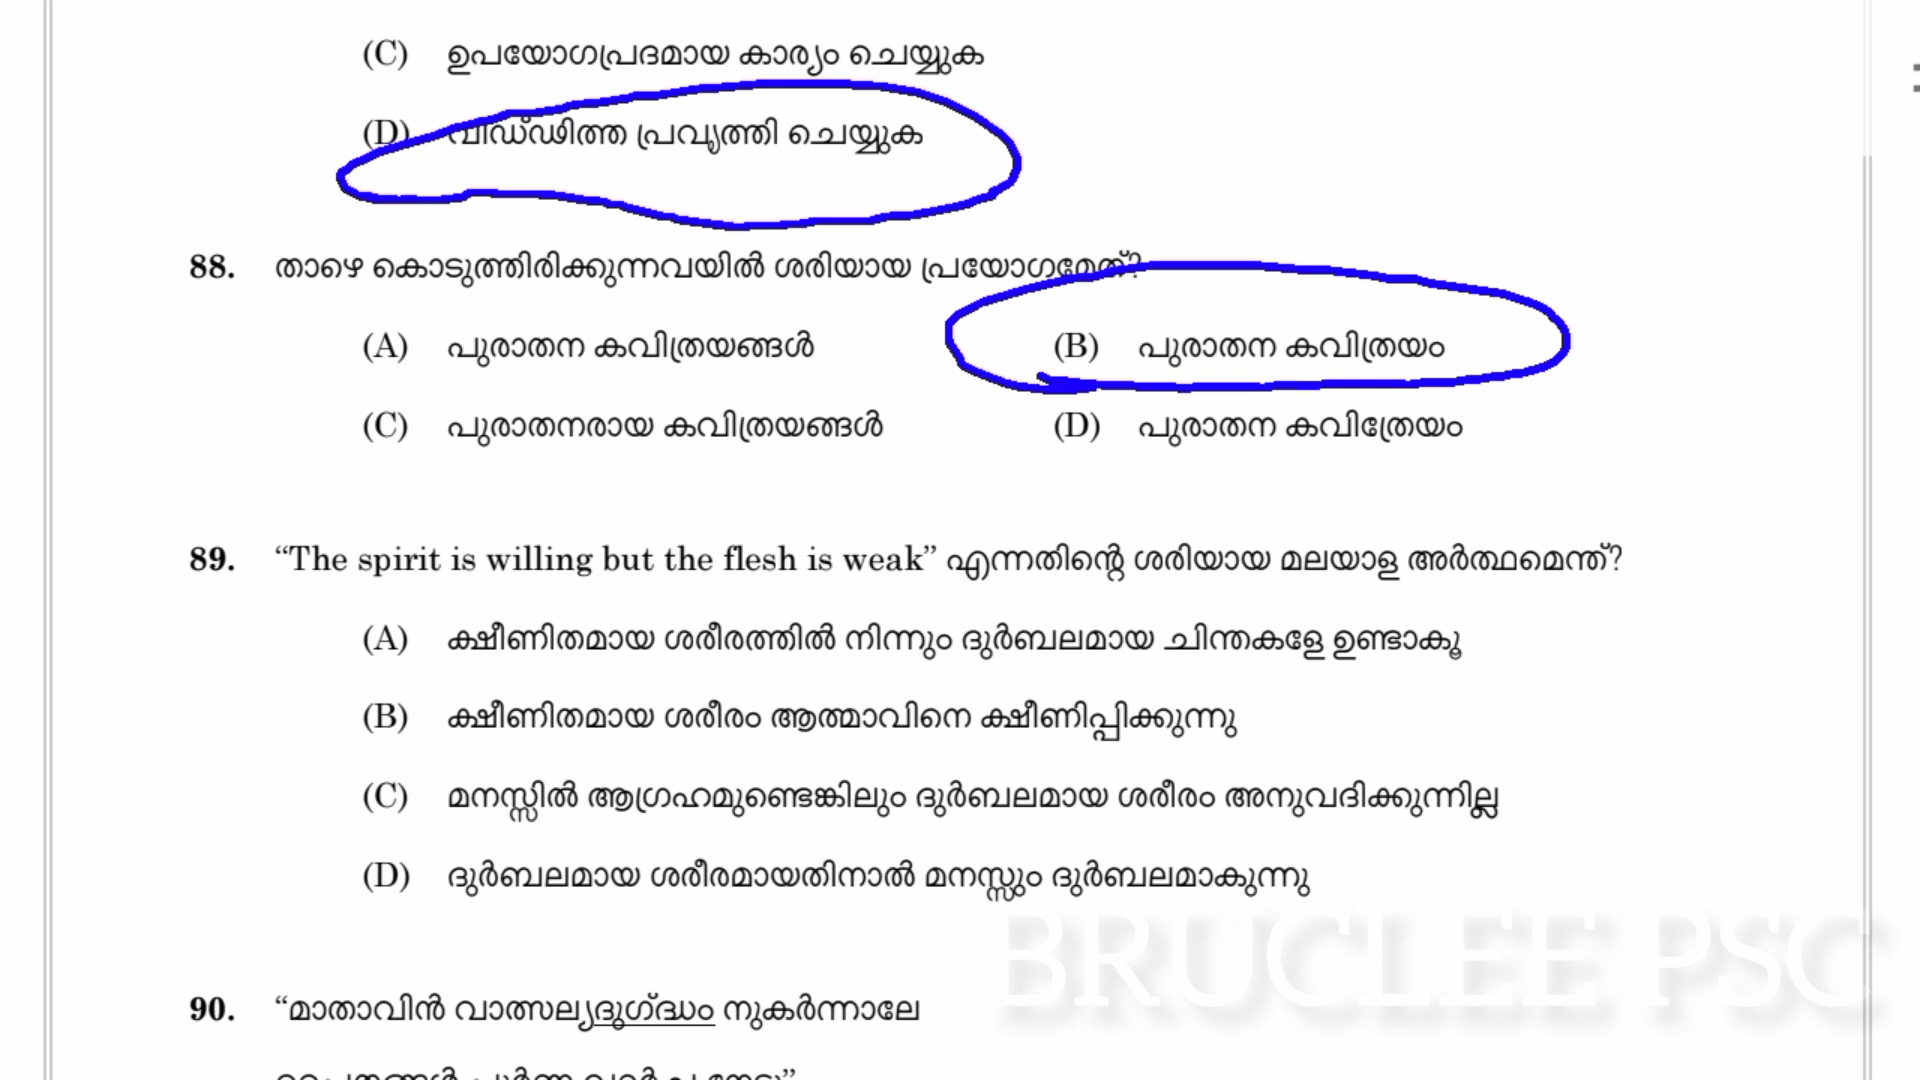 (C) ഉപയോഗപ്രദമായ കാര്യം ചെയ്യുക
(D) വിഡ്ഢിത്ത പ്രവൃത്തി ചെയ്യുക
88. താഴെ കൊടുത്തിരിക്കുന്നവയിൽ ശരിയായ പ്രയോഗമേത്?
(A) പുരാതന കവിത്രയങ്ങൾ (B) പുരാതന കവിത്രയം
(C) പുരാതനരായ കവിത്രയങ്ങൾ (D) പുരാതന കവിത്രേയം
89. “The spirit is willing but the flesh is weak” എന്നതിന്റെ ശരിയായ മലയാള അർത്ഥമെന്ത്?
(A) ക്ഷീണിതമായ ശരീരത്തിൽ നിന്നും ദുർബലമായ ചിന്തകളേ ഉണ്ടാകൂ
(B) ക്ഷീണിതമായ ശരീരം ആത്മാവിനെ ക്ഷീണിപ്പിക്കുന്നു
(C) മനസ്സിൽ ആഗ്രഹമുണ്ടെങ്കിലും ദുർബലമായ ശരീരം അനുവദിക്കുന്നില്ല
(D) ദുർബലമായ ശരീരമായതിനാൽ മനസ്സും ദുർബലമാകുന്നു
BRUCLEE PSC
90. “മാതാവിൻ വാത്സല്യദുഗ്ദ്ധം നുകർന്നാലേ